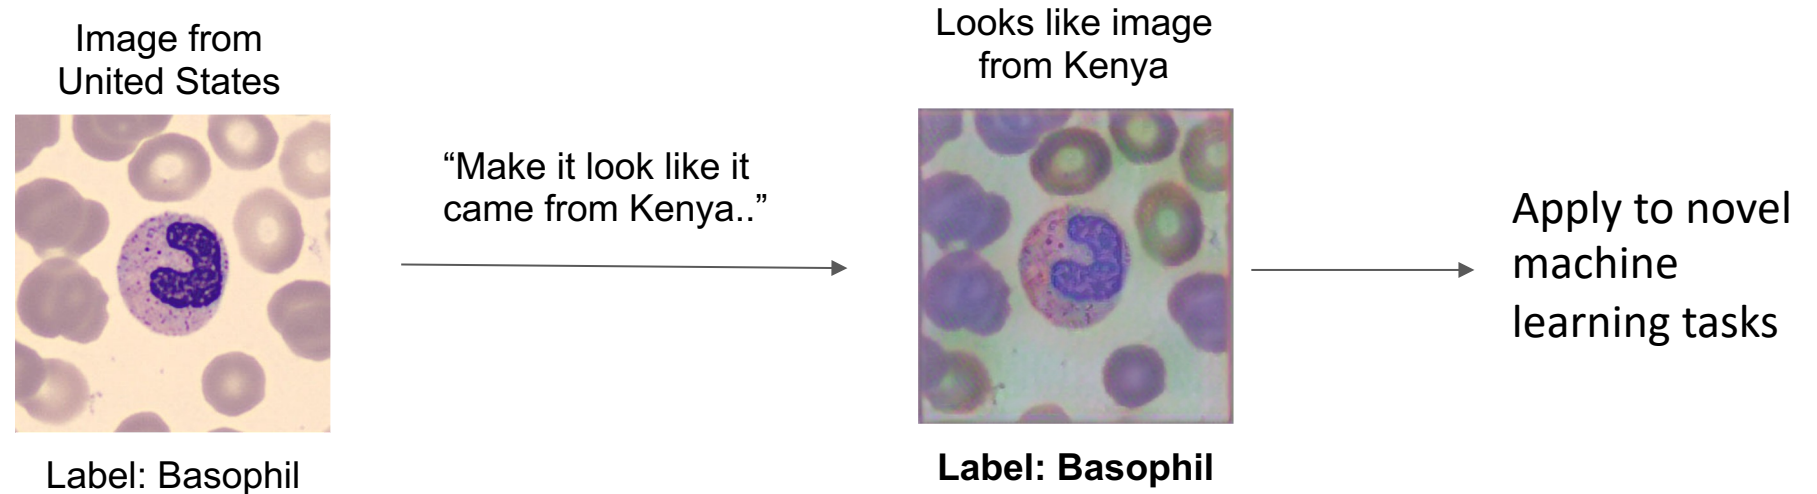 Image from
United States
Label: Basophil
“Make it look like it
came from Kenya..”
Looks like image
from Kenya
Label: Basophil
Apply to novel
machine
learning tasks